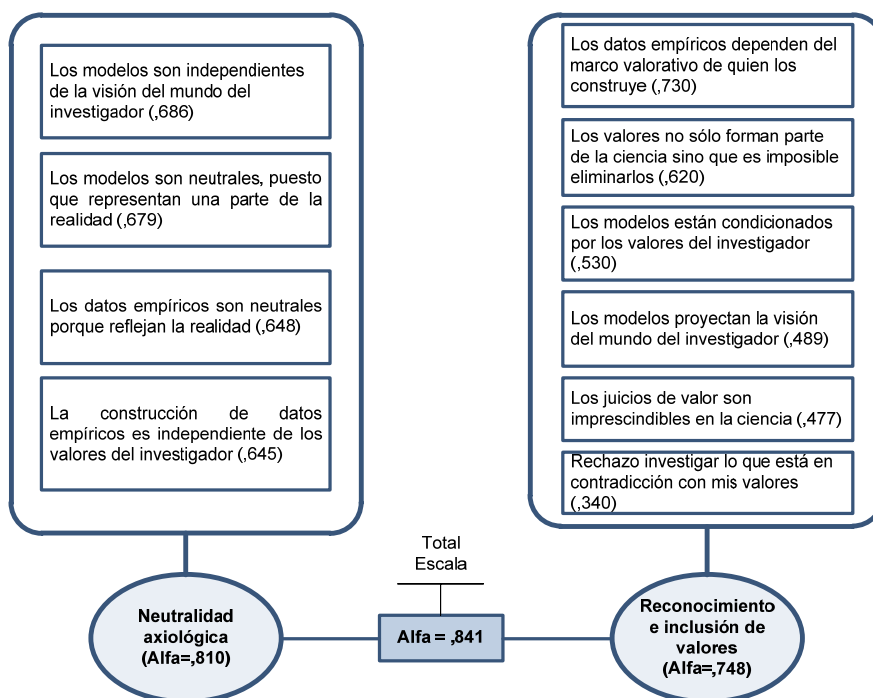 Los modelos son independientes
de la visión del mundo del
investigador (,686)
Los modelos son neutrales, puesto
que representan una parte de la
realidad (,679)
Los datos empíricos son neutrales
porque reflejan la realidad (,648)
La construcción de datos
empíricos es independiente de los
valores del investigador (,645)
Neutralidad
axiológica
(Alfa=,810)
Total
Escala
Alfa = ,841
Los datos empíricos dependen del
marco valorativo de quien los
construye (,730)
Los valores no sólo forman parte
de la ciencia sino que es imposible
eliminarlos (,620)
Los modelos están condicionados
por los valores del investigador
(,530)
Los modelos proyectan la visión
del mundo del investigador (,489)
Los juicios de valor son
imprescindibles en la ciencia (,477)
Rechazo investigar lo que está en
contradicción con mis valores
(,340)
Reconocimiento
e inclusión de
valores
(Alfa=,748)